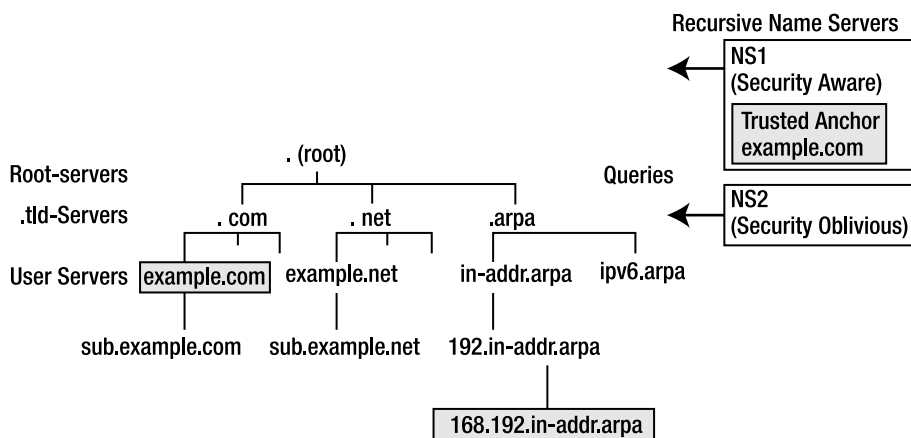 Recursive Name Servers
NS1
(Security Aware)
Trusted Anchor
example.com
Queries
NS2
(Security Oblivious)
. (root)
Root-servers
.tld-Servers
. com
. net
.arpa
User Servers
example.com
example.net
in-addr.arpa
ipv6.arpa
sub.example.com
sub.example.net
192.in-addr.arpa
168.192.in-addr.arpa